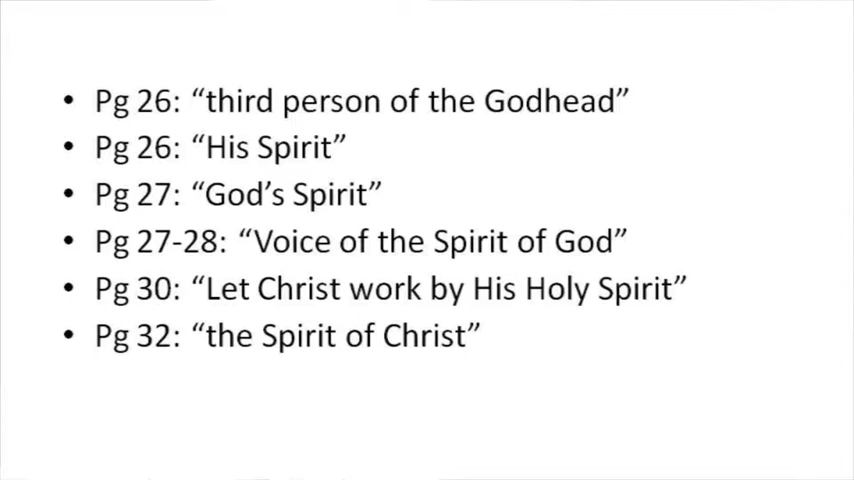 • Pg 26: “third person of the Godhead”
• Pg 26: “His Spirit”
• Pg 27: “God’s Spirit”
• Pg 27-28: “Voice of the Spirit of God”
• Pg 30: “Let Christ work by His Holy Spirit”
• Pg 32: “the Spirit of Christ”